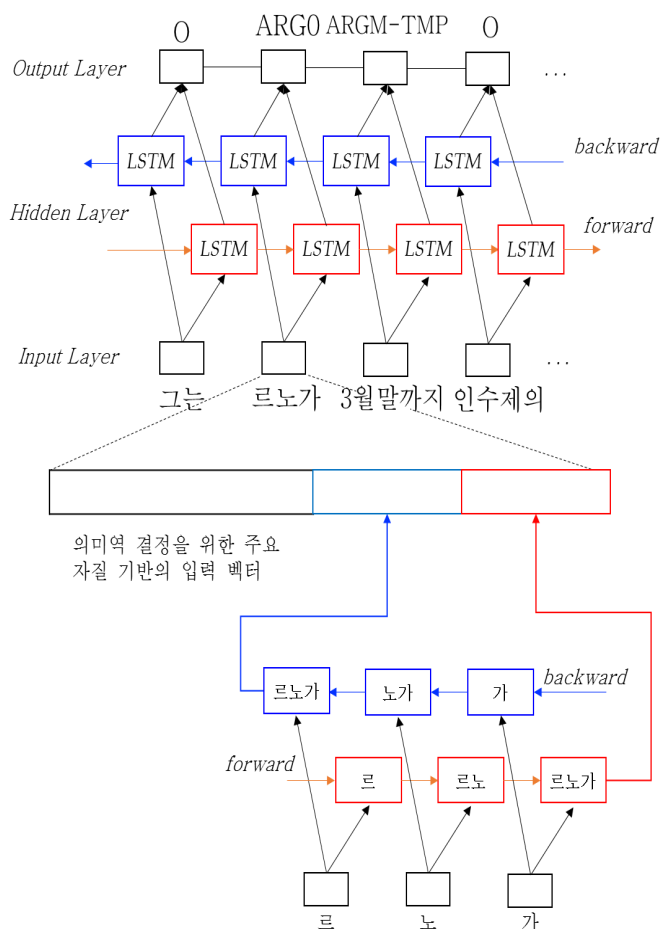 O ARG0 ARGM-TMP O
Output Layer ...
LSTM LSTM LSTM LSTM backward
Hidden Layer forward
LSTM LSTM LSTM LSTM
Input Layer ...
그는 르노가 3월말까지 인수제의
의미역 결정을 위한 주요
자질 기반의 입력 벡터
르노가 노가 가 backward
forward
르 르노 르노가
르 노 가